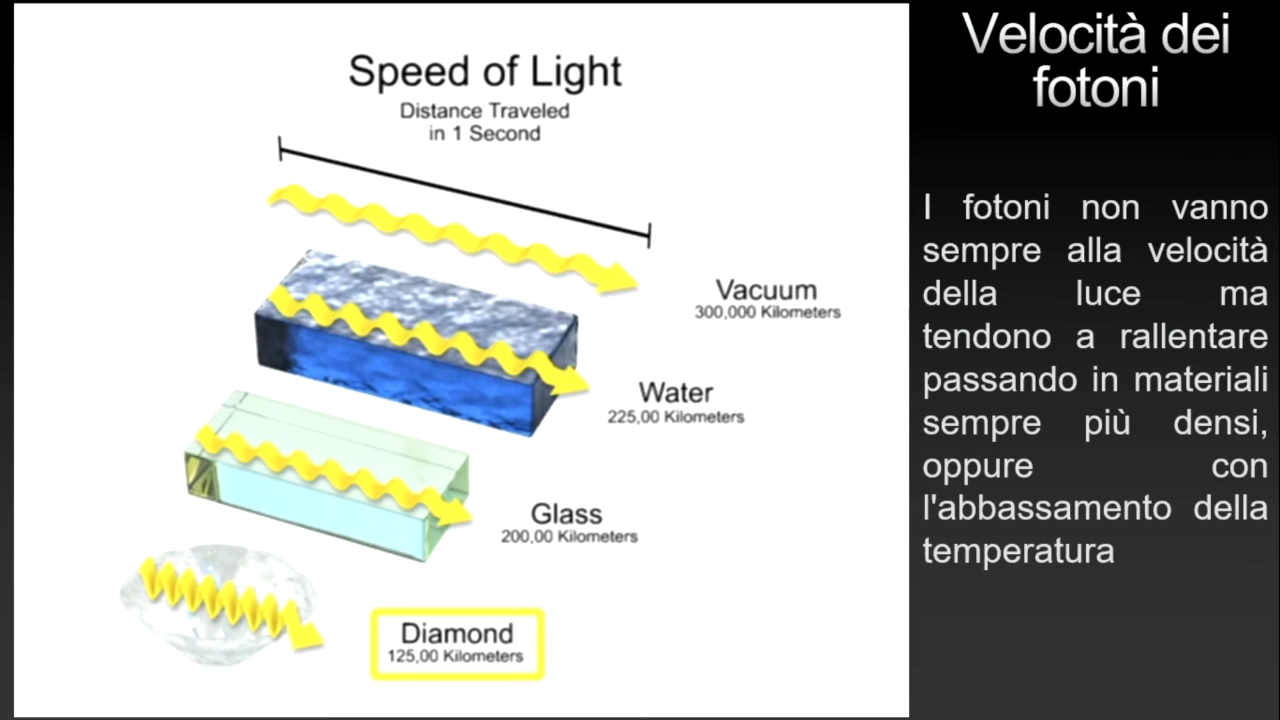 Speed of Light
Distance Traveled
in 1 Second
Vacuum
300,000 Kilometers
Water
225,00 Kilometers
Glass
200,00 Kilometers
Diamond
125,00 Kilometers
Velocità dei
fotoni
I fotoni non vanno
sempre alla velocità
della luce ma
tendono a rallentare
passando in materiali
sempre più densi,
oppure con
l'abbassamento della
temperatura